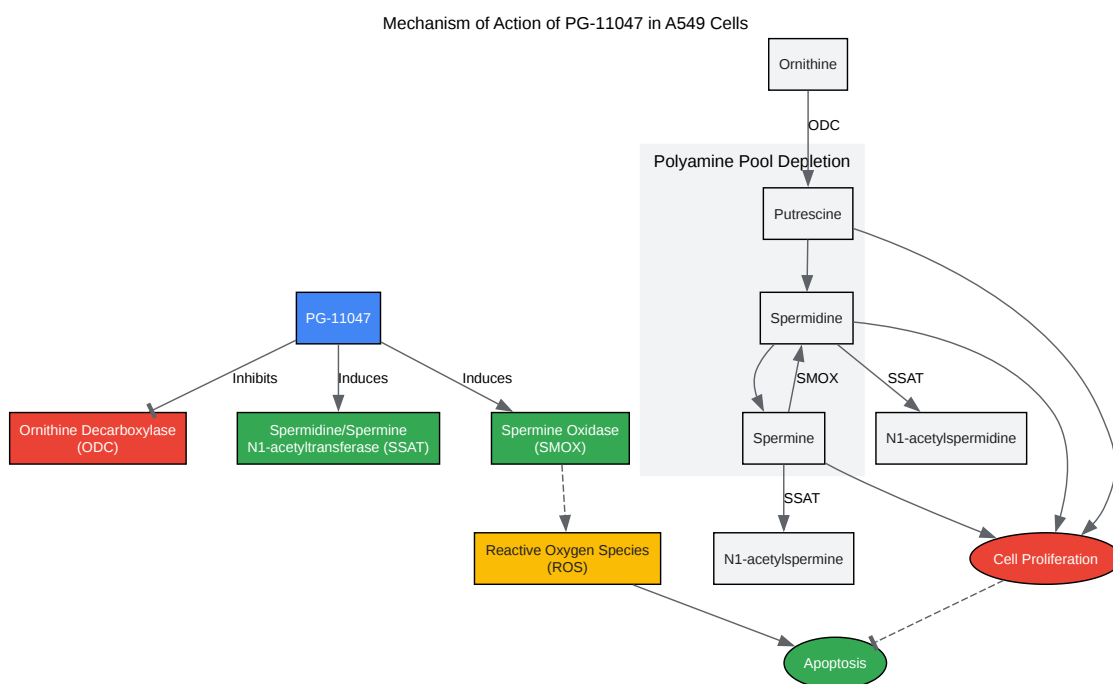 Mechanism of Action of PG-11047 in A549 Cells
Ornithine
ODC
Polyamine Pool Depletion
Putrescine
PG-11047
Spermidine
Inhibits
Induces
Induces
SMOX
SSAT
Ornithine Decarboxylase
(ODC)
Spermidine/Spermine
N1-acetyltransferase (SSAT)
Spermine Oxidase
(SMOX)
Spermine
N1-acetylspermidine
SSAT
Reactive Oxygen Species
(ROS)
N1-acetylspermine
Cell Proliferation
Apoptosis